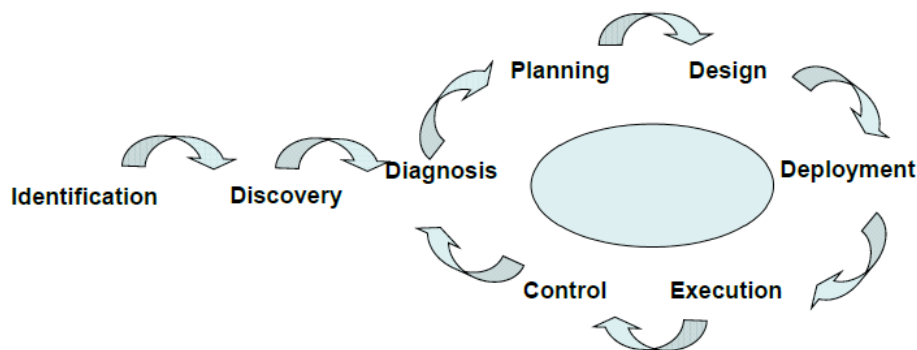 Identification
Discovery
Diagnosis
Planning
Design
Deployment
Execution
Control